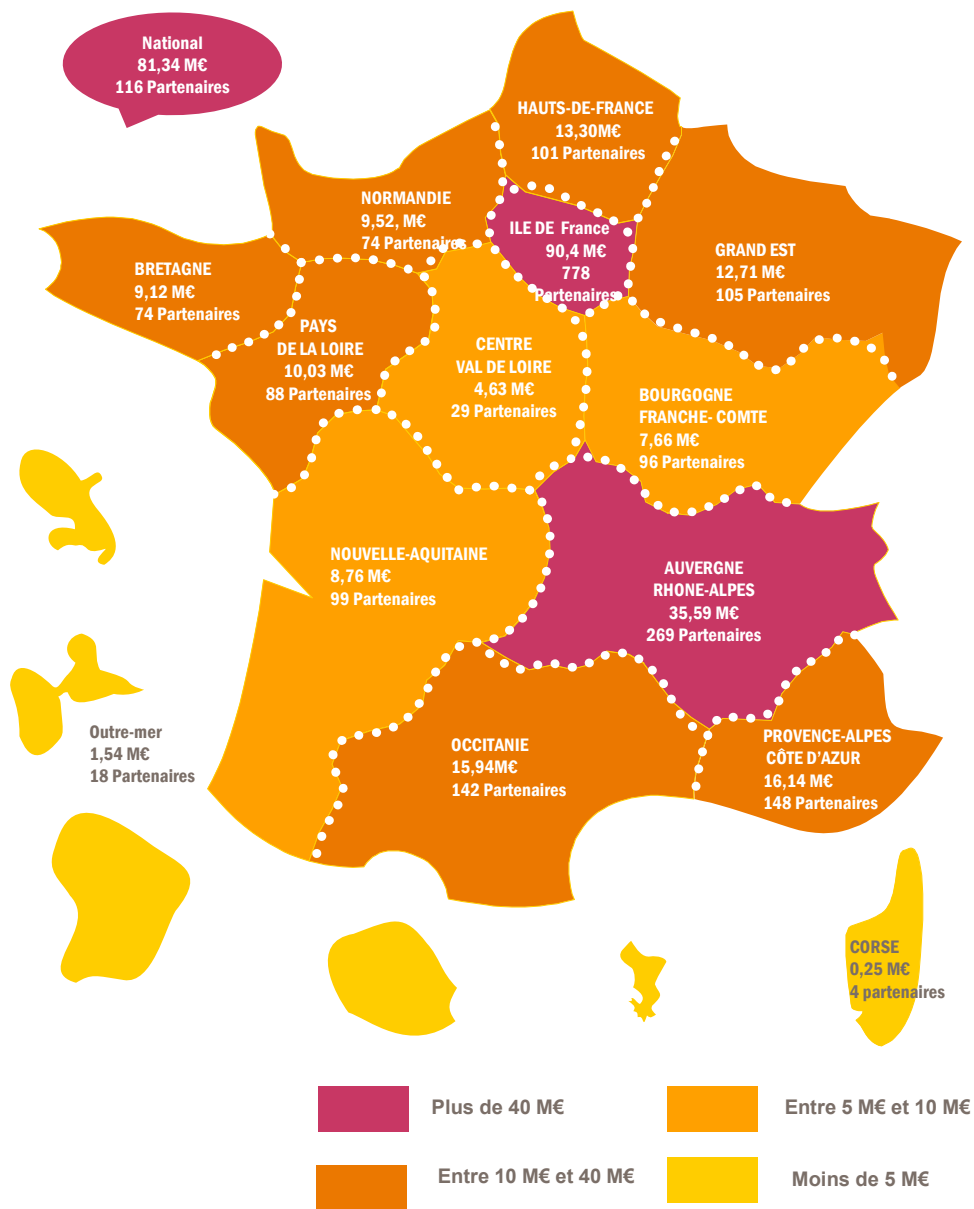 National
81,34 M€
116 Partenaires
HAUTS-DE-FRANCE
13,30M€
101 Partenaires
NORMANDIE
9,52, M€
74 Partenaires
ILE DE France
90,4 M€
778
Partenaires
GRAND EST
12,71 M€
105 Partenaires
BRETAGNE
9,12 M€
74 Partenaires
PAYS
DE LA LOIRE
10,03 M€
88 Partenaires
CENTRE
VAL DE LOIRE
4,63 M€
29 Partenaires
BOURGOGNE
FRANCHE- COMTE
7,66 M€
96 Partenaires
NOUVELLE-AQUITAINE
8,76 M€
99 Partenaires
AUVERGNE
RHONE-ALPES
35,59 M€
269 Partenaires
Outre-mer
1,54 M€
18 Partenaires
OCCITANIE
15,94M€
142 Partenaires
PROVENCE-ALPES
CÔTE D'AZUR
16,14 M€
148 Partenaires
CORSE
0,25 M€
4 partenaires
Plus de 40 M€
Entre 5 M€ et 10 M€
Entre 10 M€ et 40 M€
Moins de 5 M€